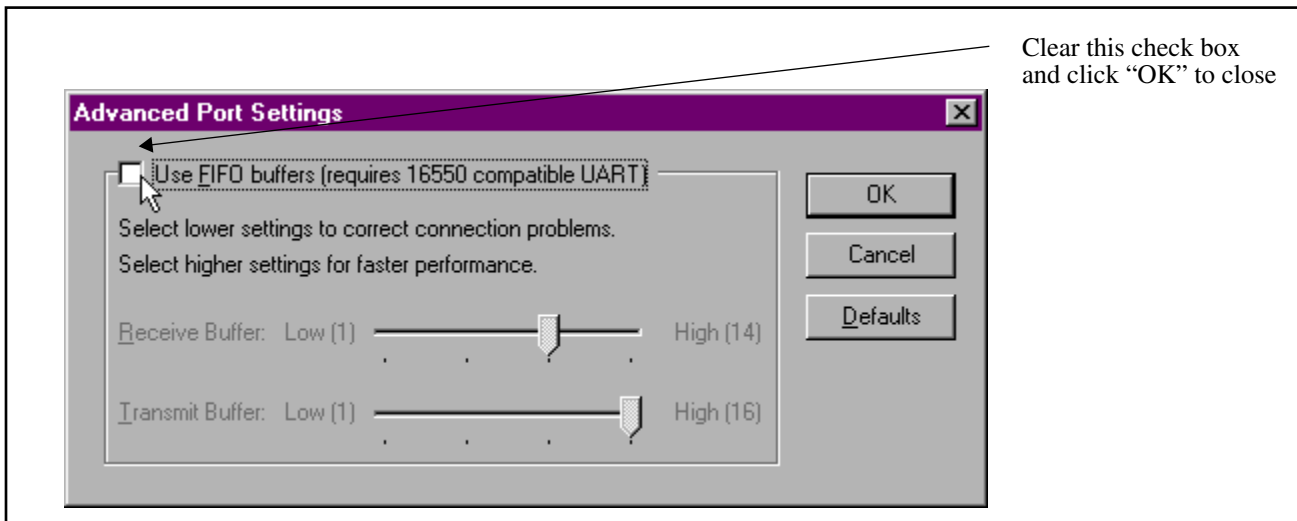 Clear this check box
and click “OK” to close
Advanced Port Settings
Use FIFO buffers (requires 16550 compatible UART)
OK
Select lower settings to correct connection problems.
Select higher settings for faster performance.
Cancel
Defaults
Receive Buffer: Low (1) High (14)
Transmit Buffer: Low (1) High (16)